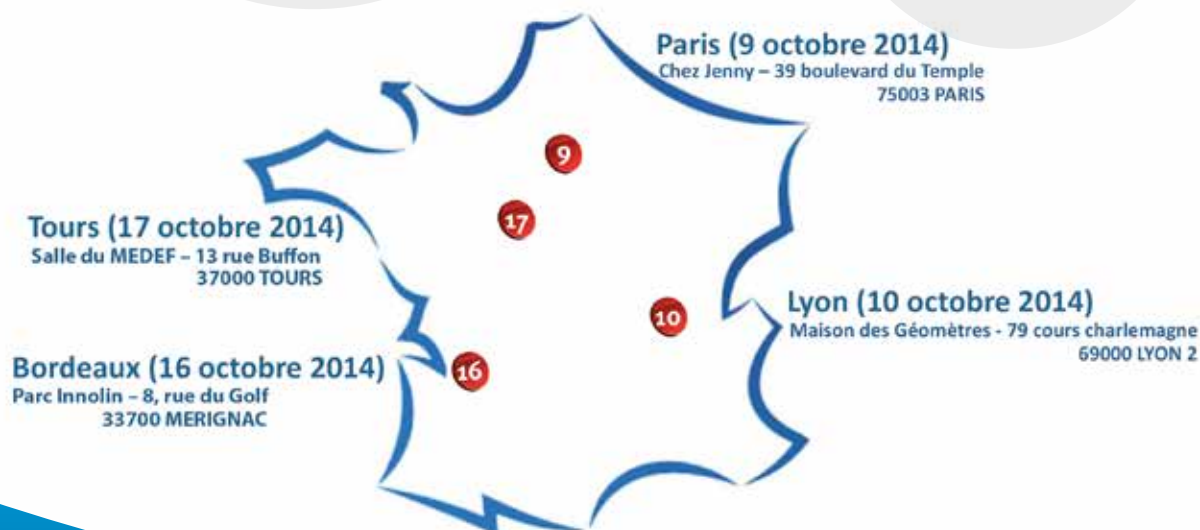 Paris (9 octobre 2014)
Chez Jenny – 39 boulevard du Temple
75003 PARIS
9
17
Tours (17 octobre 2014)
Salle du MEDEF – 13 rue Buffon
37000 TOURS
10
Lyon (10 octobre 2014)
Maison des Géomètres - 79 cours charlemagne
69000 LYON 2
Bordeaux (16 octobre 2014)
Parc Innolin – 8, rue du Golf
33700 MERIGNAC
16